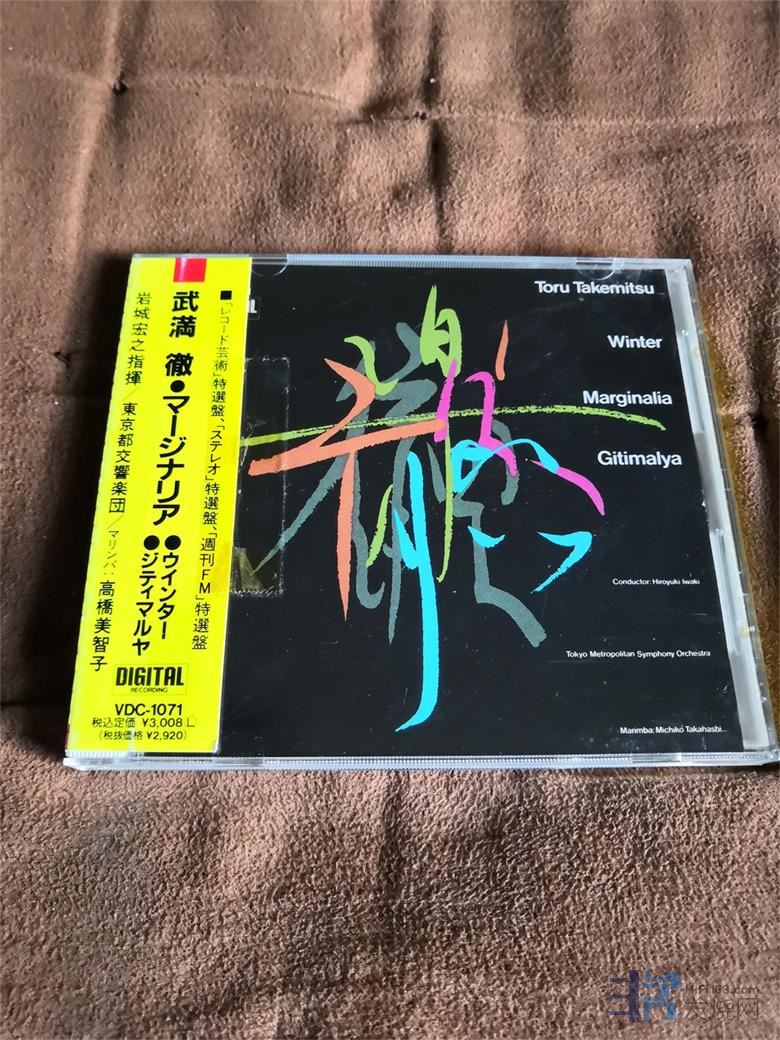 ■「レコード芸術」特選盤、「ステレオ」特選盤、「週刊FM」特選盤
武満 徹●マージナリア
●ウインター
●ジティマルヤ
岩城宏之指揮/東京都交響楽団/マリンバ:高橋美智子
DIGITAL
RECORDING
VDC-1071
税込定価 ¥3,008
(税抜価格 ¥2,920)
Toru Takemitsu
Winter
Marginalia
Gitimalya
Conductor: Hiroyuki Iwaki
Tokyo Metropolitan Symphony Orchestra
Marimba: Michiko Takahashi
HIFI168.com
发烧网